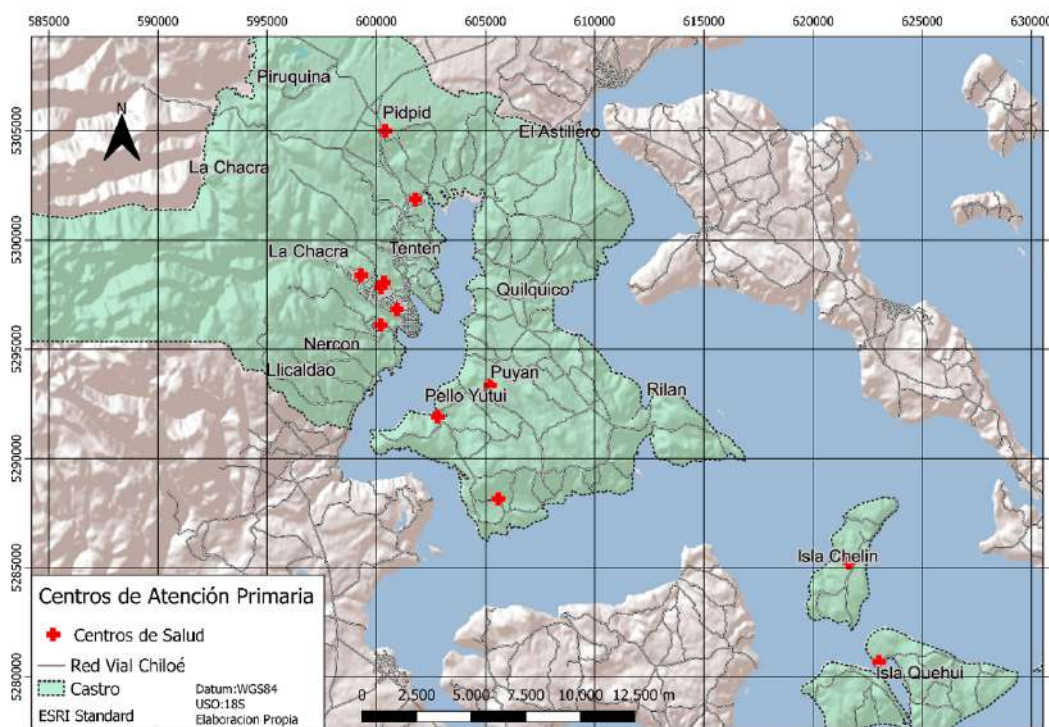 585000 590000 595000 600000 605000 610000 615000 620000 625000 630000
5305000
5300000
5295000
5290000
5285000
5280000
N
Piruquina
Pidpid
El Astillero
La Chacra
Tenten
La Chacra
Quilquico
Nercon
Llicaldao
Puyan
Pello Yutui
Rilan
Isla Chelin
Isla Quehui
Centros de Atención Primaria
Centros de Salud
Red Vial Chiloé
Castro
Datum:WGS84
USO:18S
ESRI Standard
Elaboracion Propia
0 2.500 5.000 7.500 10.000 12.500 m